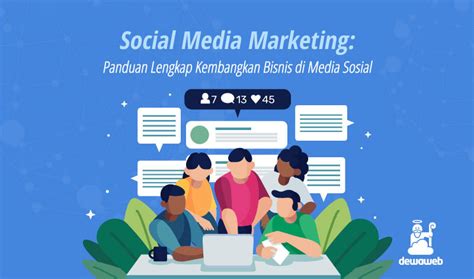 Social Media Marketing:
Panduan Lengkap Kembangkan Bisnis di Media Sosial
7 13 45
dewaweb